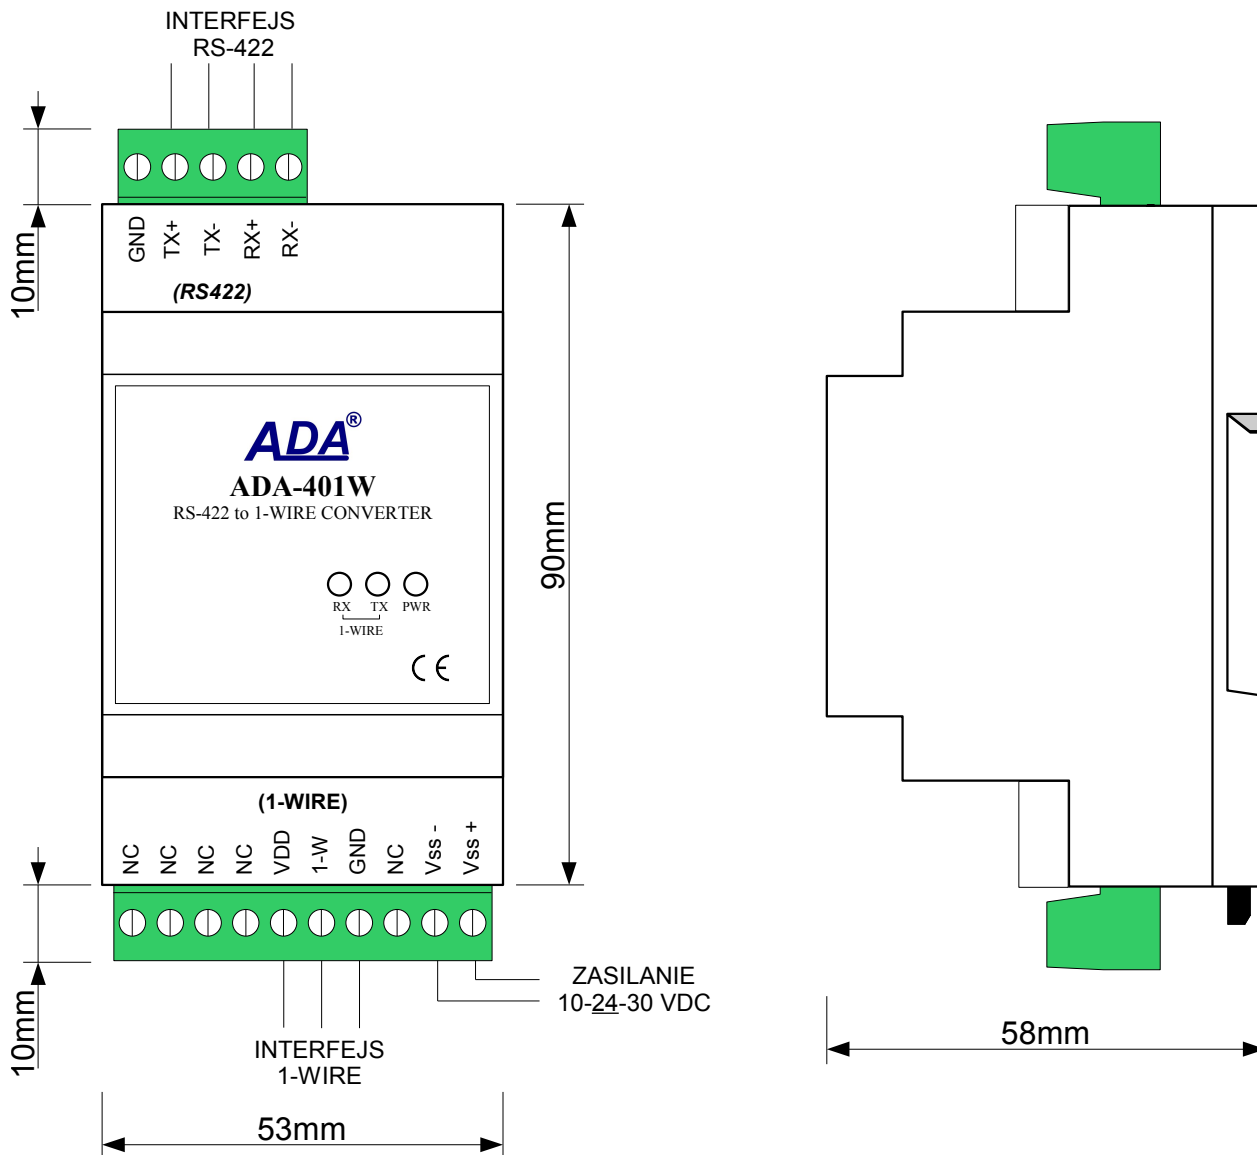 INTERFEJS
RS-422
10mm
GND
TX+
TX-
RX+
RX-
(RS422)
ADA®
ADA-401W
RS-422 to 1-WIRE CONVERTER
RX TX PWR
1-WIRE
CE
90mm
(1-WIRE)
NC
NC
NC
NC
VDD
1-W
GND
NC
Vss -
Vss +
10mm
ZASILANIE
10-24-30 VDC
INTERFEJS
1-WIRE
53mm
58mm